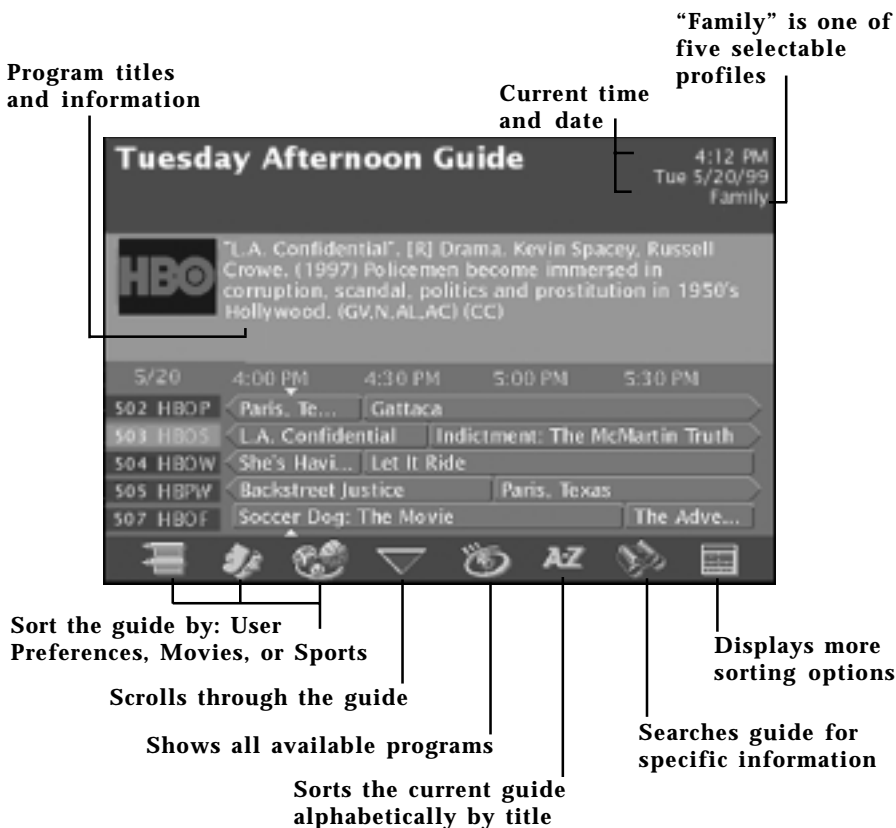 “Family” is one of
five selectable
profiles
Program titles
and information
Current time
and date
Tuesday Afternoon Guide
4:12 PM
Tue 5/20/99
Family
HBO
"L.A. Confidential", [R] Drama. Kevin Spacey, Russell
Crowe. (1997) Policemen become immersed in
corruption, scandal, politics and prostitution in 1950's
Hollywood. (GV,N,AL,AC) (CC)
5/20 4:00 PM 4:30 PM 5:00 PM 5:30 PM
502 HBOP Paris, Te... Gattaca
503 HBOS L.A. Confidential Indictment: The McMartin Truth
504 HBOW She's Havi... Let It Ride
505 HBPW Backstreet Justice Paris, Texas
507 HBOF Soccer Dog: The Movie The Adve...
A-Z
Sort the guide by: User
Preferences, Movies, or Sports
Displays more
sorting options
Scrolls through the guide
Searches guide for
specific information
Shows all available programs
Sorts the current guide
alphabetically by title